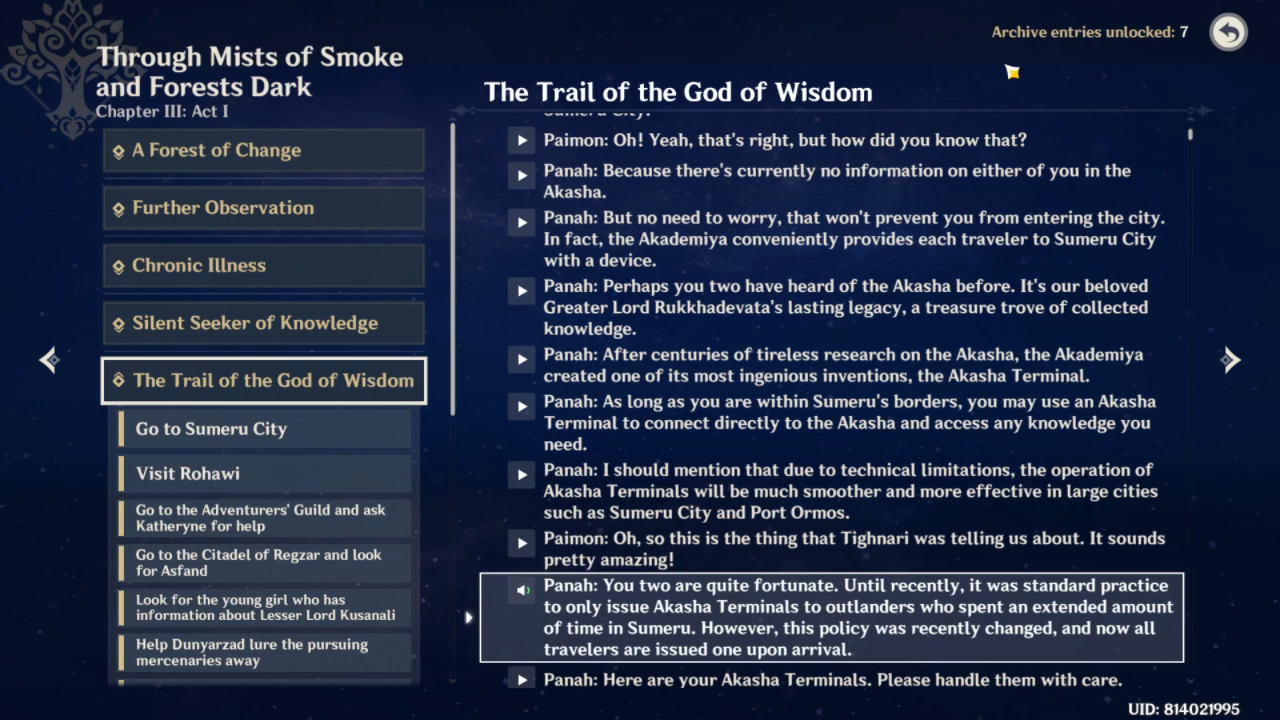 Archive entries unlocked: 7
Through Mists of Smoke
and Forests Dark
Chapter III: Act I
A Forest of Change
Further Observation
Chronic Illness
Silent Seeker of Knowledge
The Trail of the God of Wisdom
Go to Sumeru City
Visit Rohawi
Go to the Adventurers' Guild and ask
Katheryne for help
Go to the Citadel of Regzar and look
for Asfand
Look for the young girl who has
information about Lesser Lord Kusanali
Help Dunyarzad lure the pursuing
mercenaries away
The Trail of the God of Wisdom
Sumeru City.
Paimon: Oh! Yeah, that's right, but how did you know that?
Panah: Because there's currently no information on either of you in the
Akasha.
Panah: But no need to worry, that won't prevent you from entering the city.
In fact, the Akademiya conveniently provides each traveler to Sumeru City
with a device.
Panah: Perhaps you two have heard of the Akasha before. It's our beloved
Greater Lord Rukkhadevata's lasting legacy, a treasure trove of collected
knowledge.
Panah: After centuries of tireless research on the Akasha, the Akademiya
created one of its most ingenious inventions, the Akasha Terminal.
Panah: As long as you are within Sumeru's borders, you may use an Akasha
Terminal to connect directly to the Akasha and access any knowledge you
need.
Panah: I should mention that due to technical limitations, the operation of
Akasha Terminals will be much smoother and more effective in large cities
such as Sumeru City and Port Ormos.
Paimon: Oh, so this is the thing that Tighnari was telling us about. It sounds
pretty amazing!
Panah: You two are quite fortunate. Until recently, it was standard practice
to only issue Akasha Terminals to outlanders who spent an extended amount
of time in Sumeru. However, this policy was recently changed, and now all
travelers are issued one upon arrival.
Panah: Here are your Akasha Terminals. Please handle them with care.
UID: 814021995